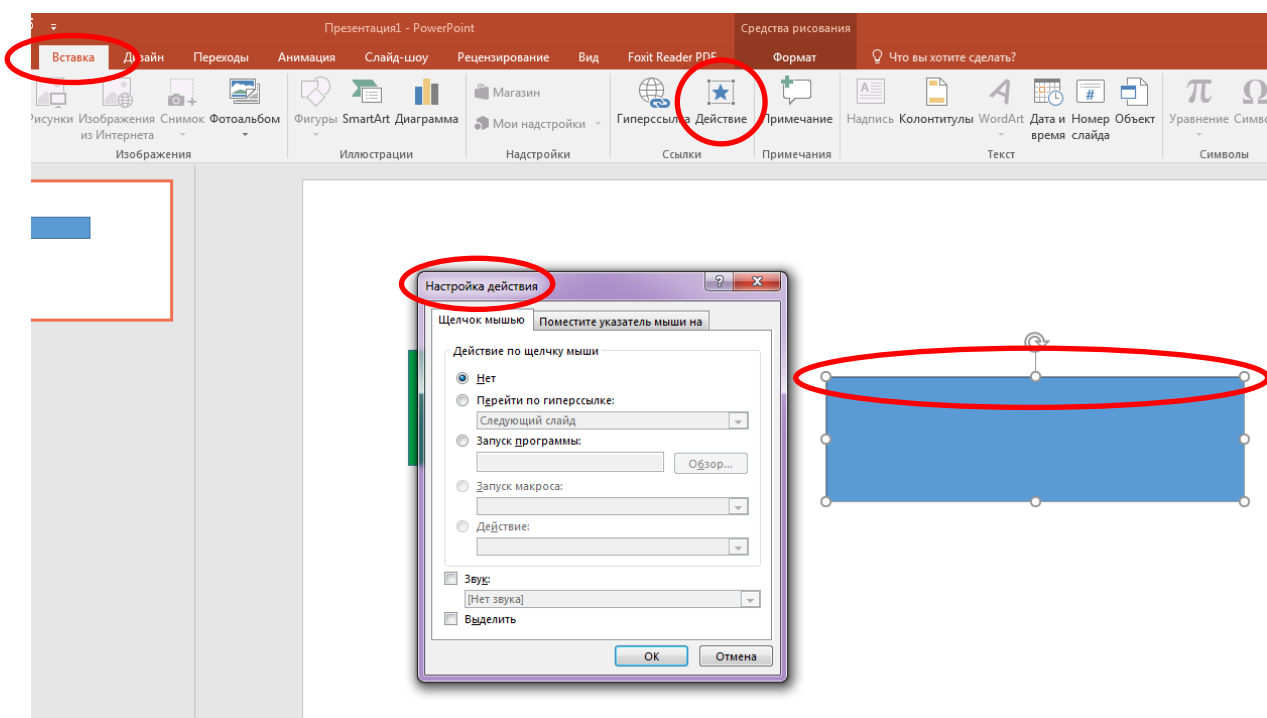 Презентация1 - PowerPoint
Средства рисования
Вставка Дизайн Переходы Анимация Слайд-шоу Рецензирование Вид Foxit Reader PDF Формат Что вы хотите сделать?
Магазин
Мои надстройки
Рисунки Изображения Снимок Фотоальбом Фигуры SmartArt Диаграмма Гиперссылка Действие Примечание Надпись Колонтитулы WordArt Дата и Номер Объект Уравнение
из Интернета время слайда
Изображения Иллюстрации Надстройки Ссылки Примечания Текст Символы
Настройка действия
Щелчок мышью Поместите указатель мыши на
Действие по щелчку мыши
Нет
Перейти по гиперссылке:
Следующий слайд
Запуск программы:
Обзор...
Запуск макроса:
Действие:
Звук:
[Нет звука]
Выделить
ОК Отмена